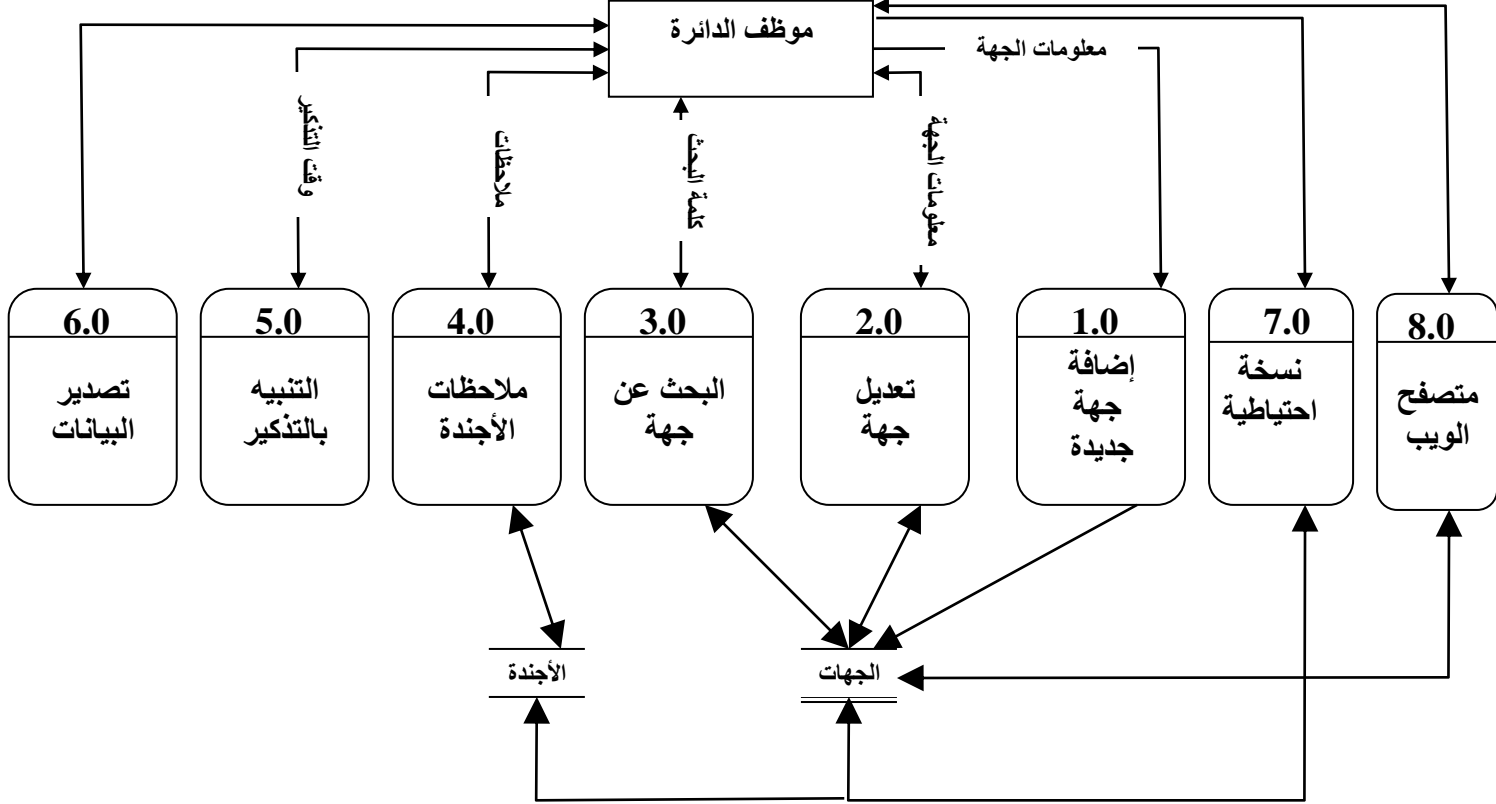 موظف الدائرة
معلومات الجهة
وقت التذكير
ملاحظات
كلمة البحث
معلومات الجهة
6.0
تصدير
البيانات
5.0
التنبيه
بالتذكير
4.0
ملاحظات
الأجندة
3.0
البحث عن
جهة
2.0
تعديل
جهة
1.0
إضافة
جهة
جديدة
7.0
نسخة
احتياطية
8.0
متصفح
الويب
الأجندة
الجهات